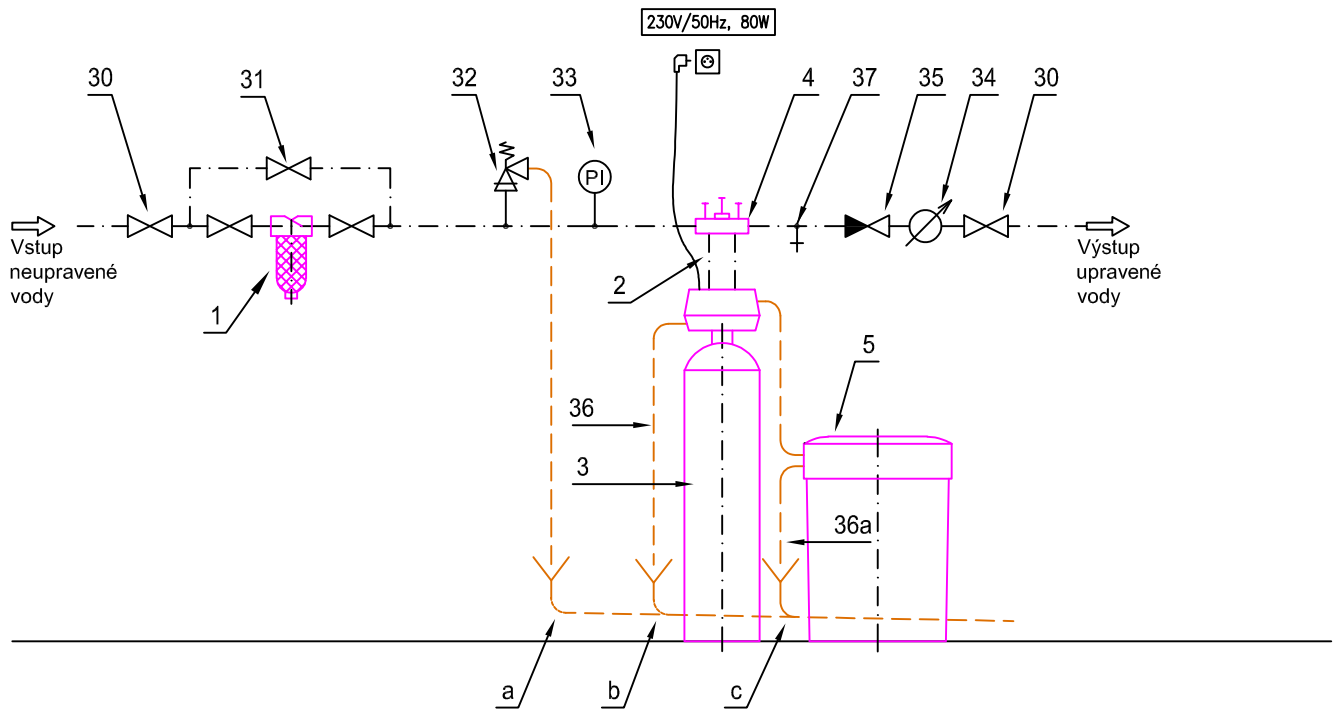 230V/50Hz, 80W
30
31
32
33
4
37
35
34
30
PI
Vstup
neupravené
vody
Výstup
upravené
vody
1
2
5
36
3
36a
a
b
c